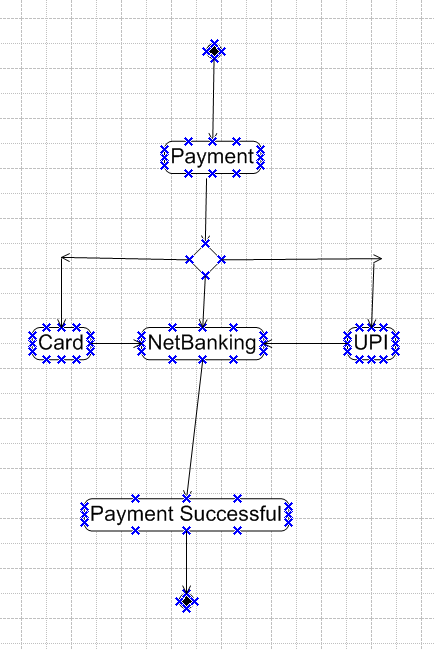 Payment
Card
NetBanking
UPI
Payment Successful